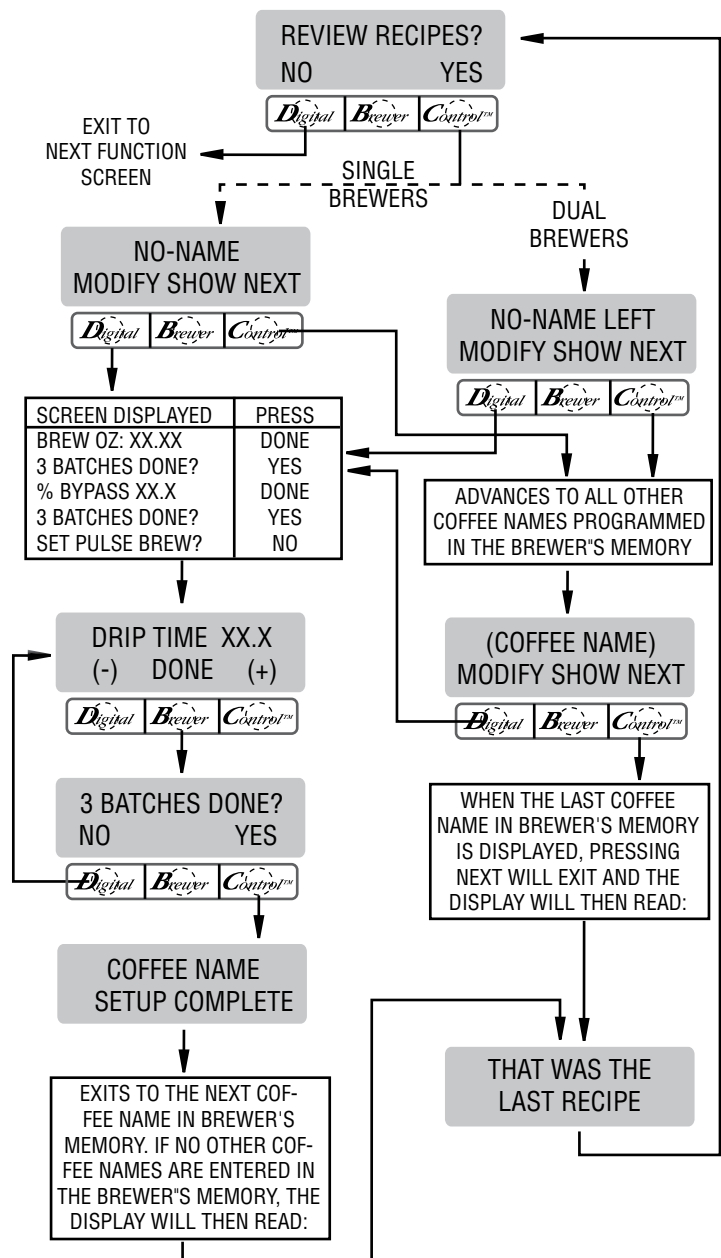 REVIEW RECIPES?
NO YES
Digital Brewer Control™
EXIT TO
NEXT FUNCTION
SCREEN
SINGLE
BREWERS
DUAL
BREWERS
NO-NAME
MODIFY SHOW NEXT
Digital Brewer Control™
NO-NAME LEFT
MODIFY SHOW NEXT
Digital Brewer Control™
SCREEN DISPLAYED PRESS
BREW OZ: XX.XX DONE
3 BATCHES DONE? YES
% BYPASS XX.X DONE
3 BATCHES DONE? YES
SET PULSE BREW? NO
ADVANCES TO ALL OTHER
COFFEE NAMES PROGRAMMED
IN THE BREWER"S MEMORY
DRIP TIME XX.X
(-) DONE (+)
Digital Brewer Control™
(COFFEE NAME)
MODIFY SHOW NEXT
Digital Brewer Control™
3 BATCHES DONE?
NO YES
Digital Brewer Control™
WHEN THE LAST COFFEE
NAME IN BREWER'S MEMORY
IS DISPLAYED, PRESSING
NEXT WILL EXIT AND THE
DISPLAY WILL THEN READ:
COFFEE NAME
SETUP COMPLETE
EXITS TO THE NEXT COF-
FEE NAME IN BREWER'S
MEMORY. IF NO OTHER COF-
FEE NAMES ARE ENTERED IN
THE BREWER"S MEMORY, THE
DISPLAY WILL THEN READ:
THAT WAS THE
LAST RECIPE